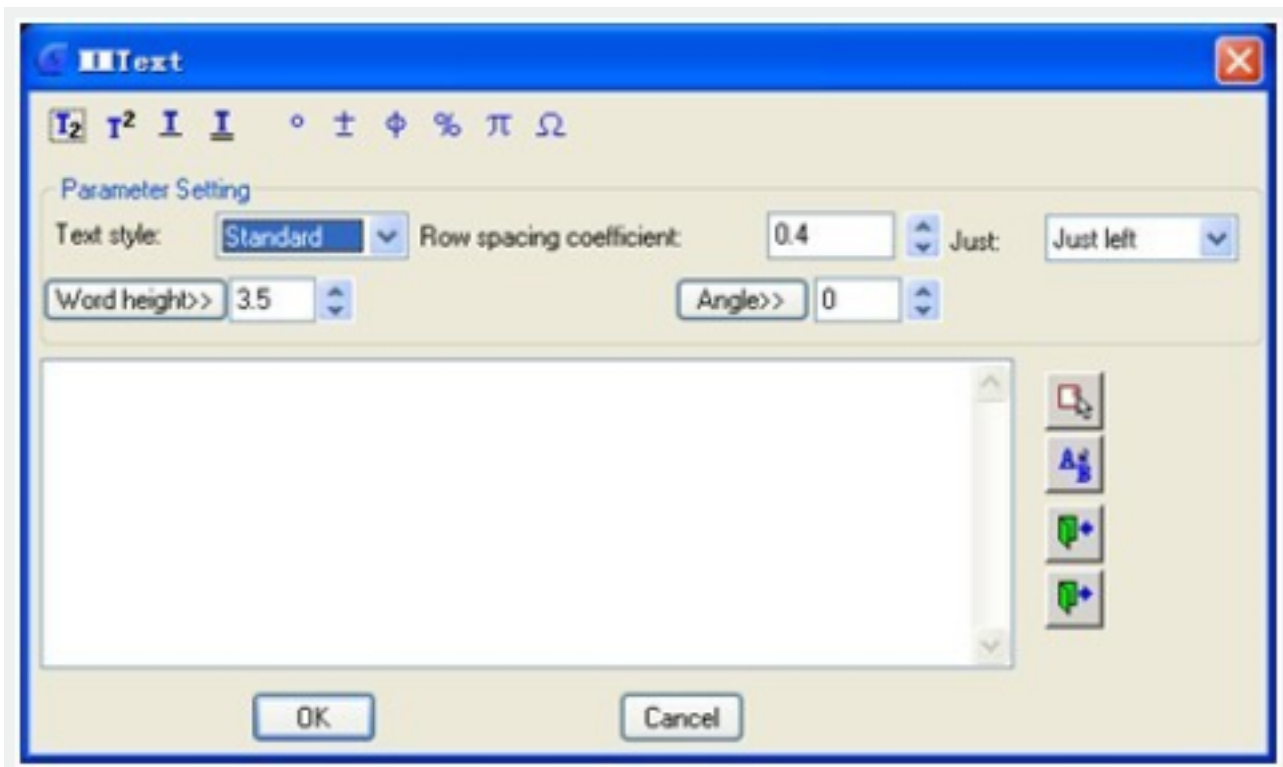 Text
T₂ T² T T ° ± φ % π Ω
Parameter Setting
Text style: Standard Row spacing coefficient: 0.4 Just: Just left
Word height>> 3.5 Angle>> 0
OK Cancel